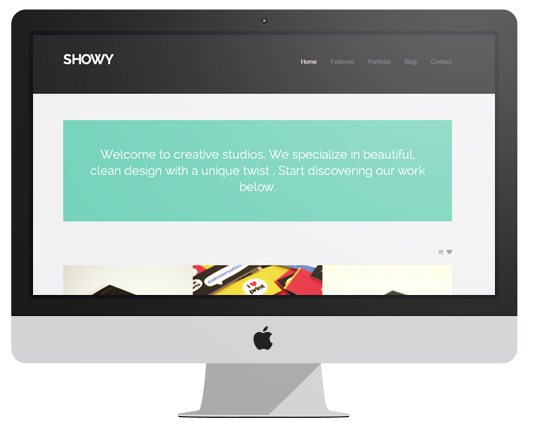 SHOWY
Home Features Portfolio Blog Contact
Welcome to creative studios. We specialize in beautiful,
clean design with a unique twist . Start discovering our work
below.
I ♥
print